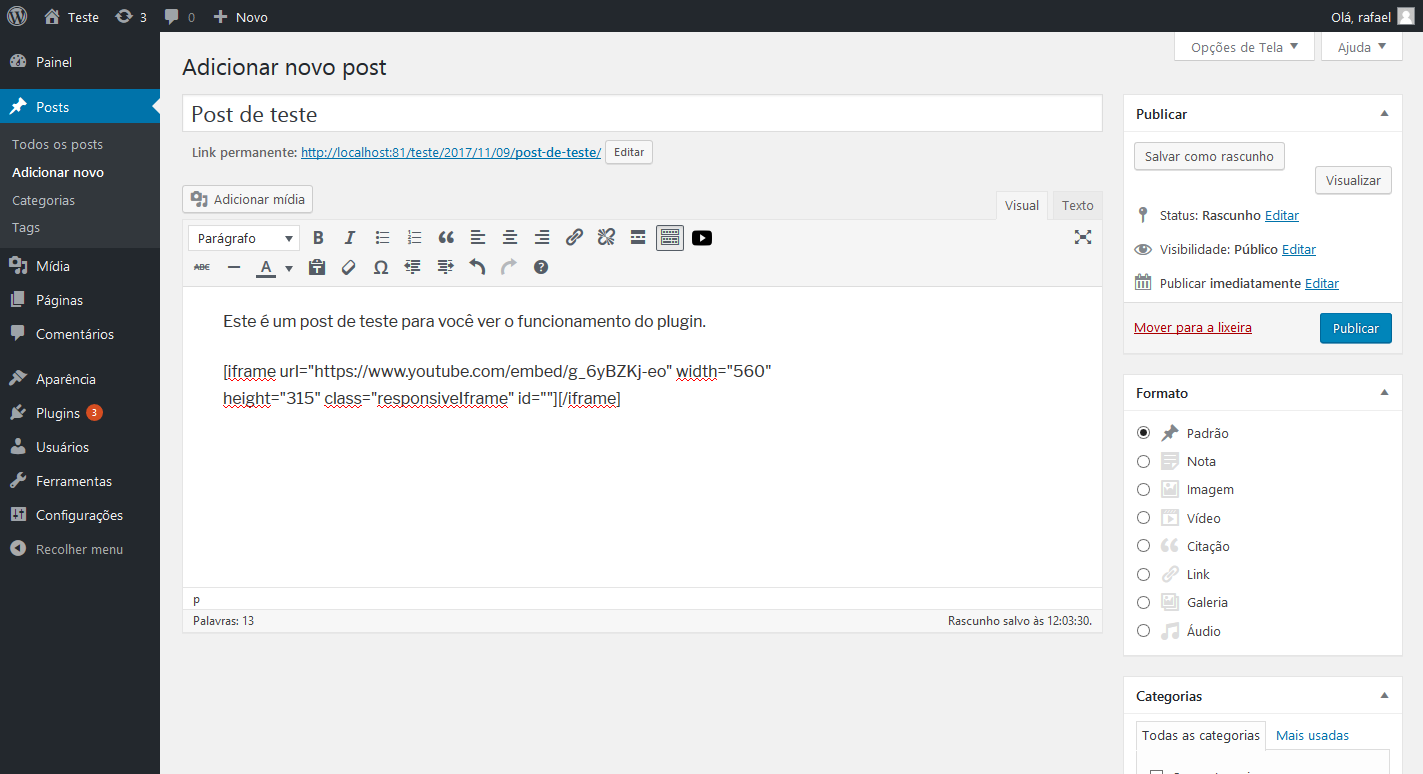 Teste 3 0 Novo Olá, rafael
Opções de Tela Ajuda
Painel
Posts
Todos os posts
Adicionar novo
Categorias
Tags
Mídia
Páginas
Comentários
Aparência
Plugins 3
Usuários
Ferramentas
Configurações
Recolher menu
Adicionar novo post
Post de teste
Link permanente: http://localhost:81/teste/2017/11/09/post-de-teste/ Editar
Adicionar mídia
Visual Texto
Parágrafo B I
ABC A Ω
Este é um post de teste para você ver o funcionamento do plugin.
[iframe url="https://www.youtube.com/embed/g_6yBZKj-eo" width="560"
height="315" class="responsiveIframe" id=""][/iframe]
p
Palavras: 13 Rascunho salvo às 12:03:30.
Publicar
Salvar como rascunho
Visualizar
Status: Rascunho Editar
Visibilidade: Público Editar
Publicar imediatamente Editar
Mover para a lixeira Publicar
Formato
Padrão
Nota
Imagem
Vídeo
Citação
Link
Galeria
Áudio
Categorias
Todas as categorias Mais usadas